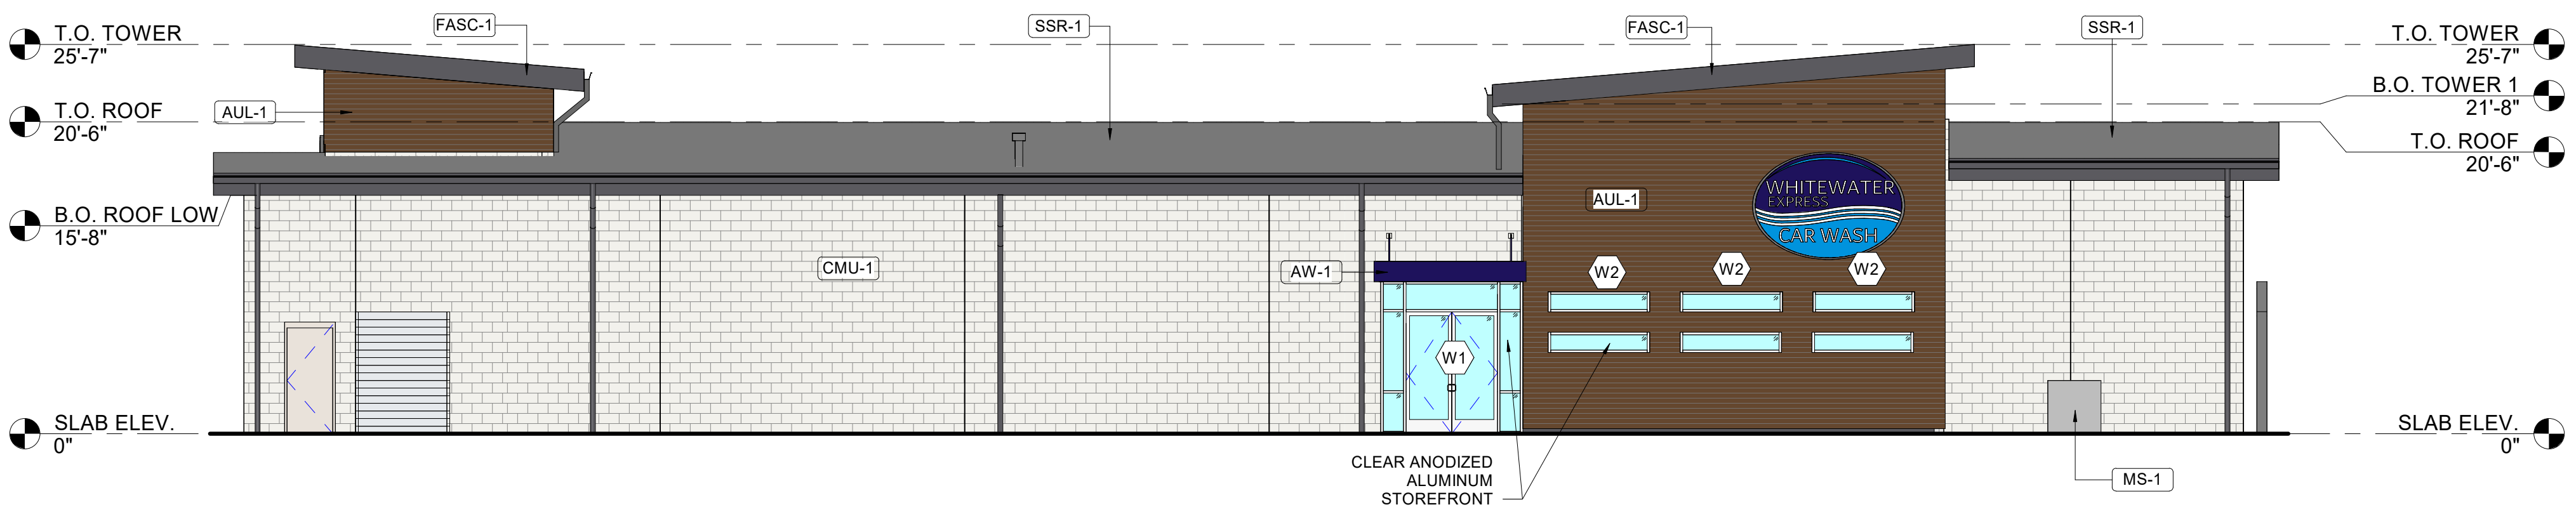 T.O. TOWER
25'-7"
T.O. ROOF
20'-6"
B.O. ROOF LOW
15'-8"
SLAB ELEV.
0"
FASC-1
AUL-1
SSR-1
CMU-1
FASC-1
AUL-1
WHITEWATER
EXPRESS
CAR WASH
AW-1
W2
W2
W2
W1
CLEAR ANODIZED
ALUMINUM
STOREFRONT
SSR-1
MS-1
T.O. TOWER
25'-7"
B.O. TOWER 1
21'-8"
T.O. ROOF
20'-6"
SLAB ELEV.
0"